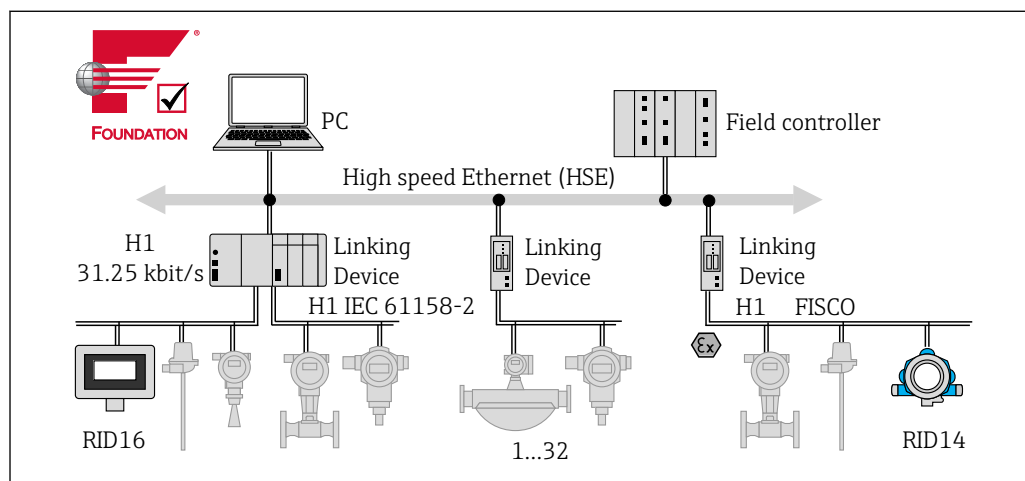 ®
FOUNDATION
PC
Field controller
High speed Ethernet (HSE)
H1
31.25 kbit/s
Linking
Device
Linking
Device
Linking
Device
H1 IEC 61158-2
H1 FISCO
εx
RID16
1...32
RID14